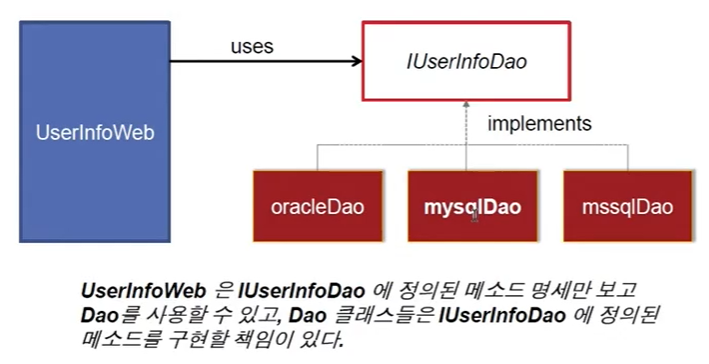 uses
IUserInfoDao
UserInfoWeb
implements
oracleDao
mysqlDao
mssqlDao
UserInfoWeb 은 IUserInfoDao 에 정의된 메소드 명세만 보고
Dao를 사용할 수 있고, Dao 클래스들은 IUserInfoDao 에 정의된
메소드를 구현할 책임이 있다.